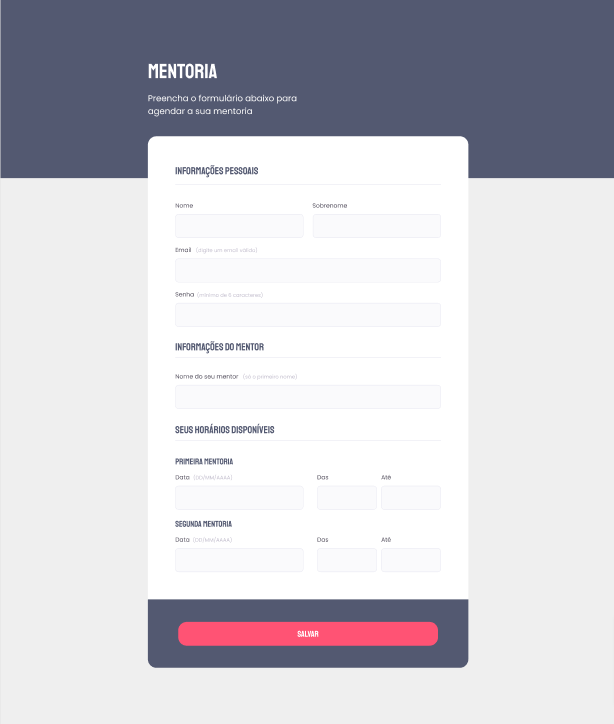 MENTORIA
Preencha o formulário abaixo para
agendar a sua mentoria
INFORMAÇÕES PESSOAIS
Nome
Sobrenome
Email (digite um email válido)
Senha (mínimo de 6 caracteres)
INFORMAÇÕES DO MENTOR
Nome do seu mentor (só o primeiro nome)
SEUS HORÁRIOS DISPONÍVEIS
PRIMEIRA MENTORIA
Data (DD/MM/AAAA)
Das
Até
SEGUNDA MENTORIA
Data (DD/MM/AAAA)
Das
Até
SALVAR